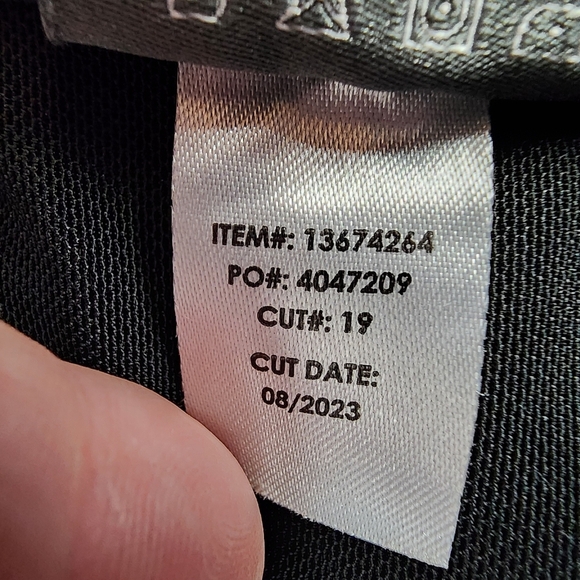 ITEM#: 13674264
PO#: 4047209
CUT#: 19
CUT DATE:
08/2023